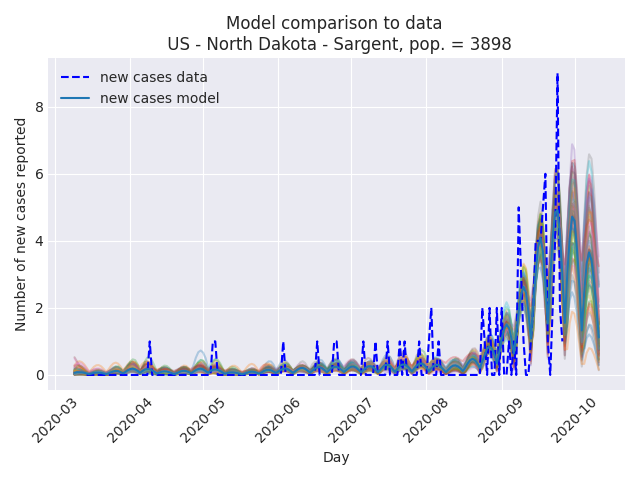 Model comparison to data
US - North Dakota - Sargent, pop. = 3898
new cases data
new cases model
Number of new cases reported
8
6
4
2
0
2020-03
2020-04
2020-05
2020-06
2020-07
2020-08
2020-09
2020-10
Day